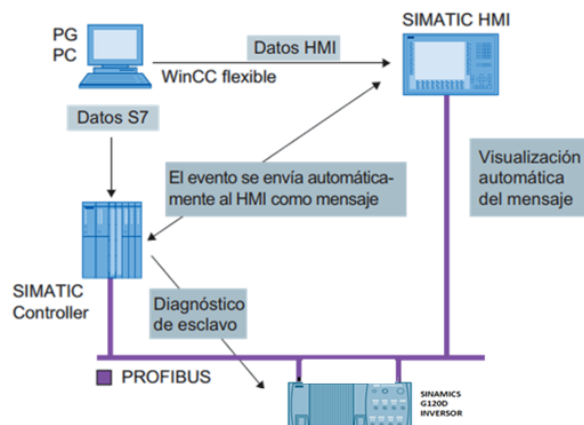 PG
PC
Datos HMI
WinCC flexible
SIMATIC HMI
Datos S7
El evento se envía automática-
mente al HMI como mensaje
Visualización
automática
del mensaje
SIMATIC
Controller
Diagnóstico
de esclavo
PROFIBUS
SINAMICS
G120D
INVERSOR